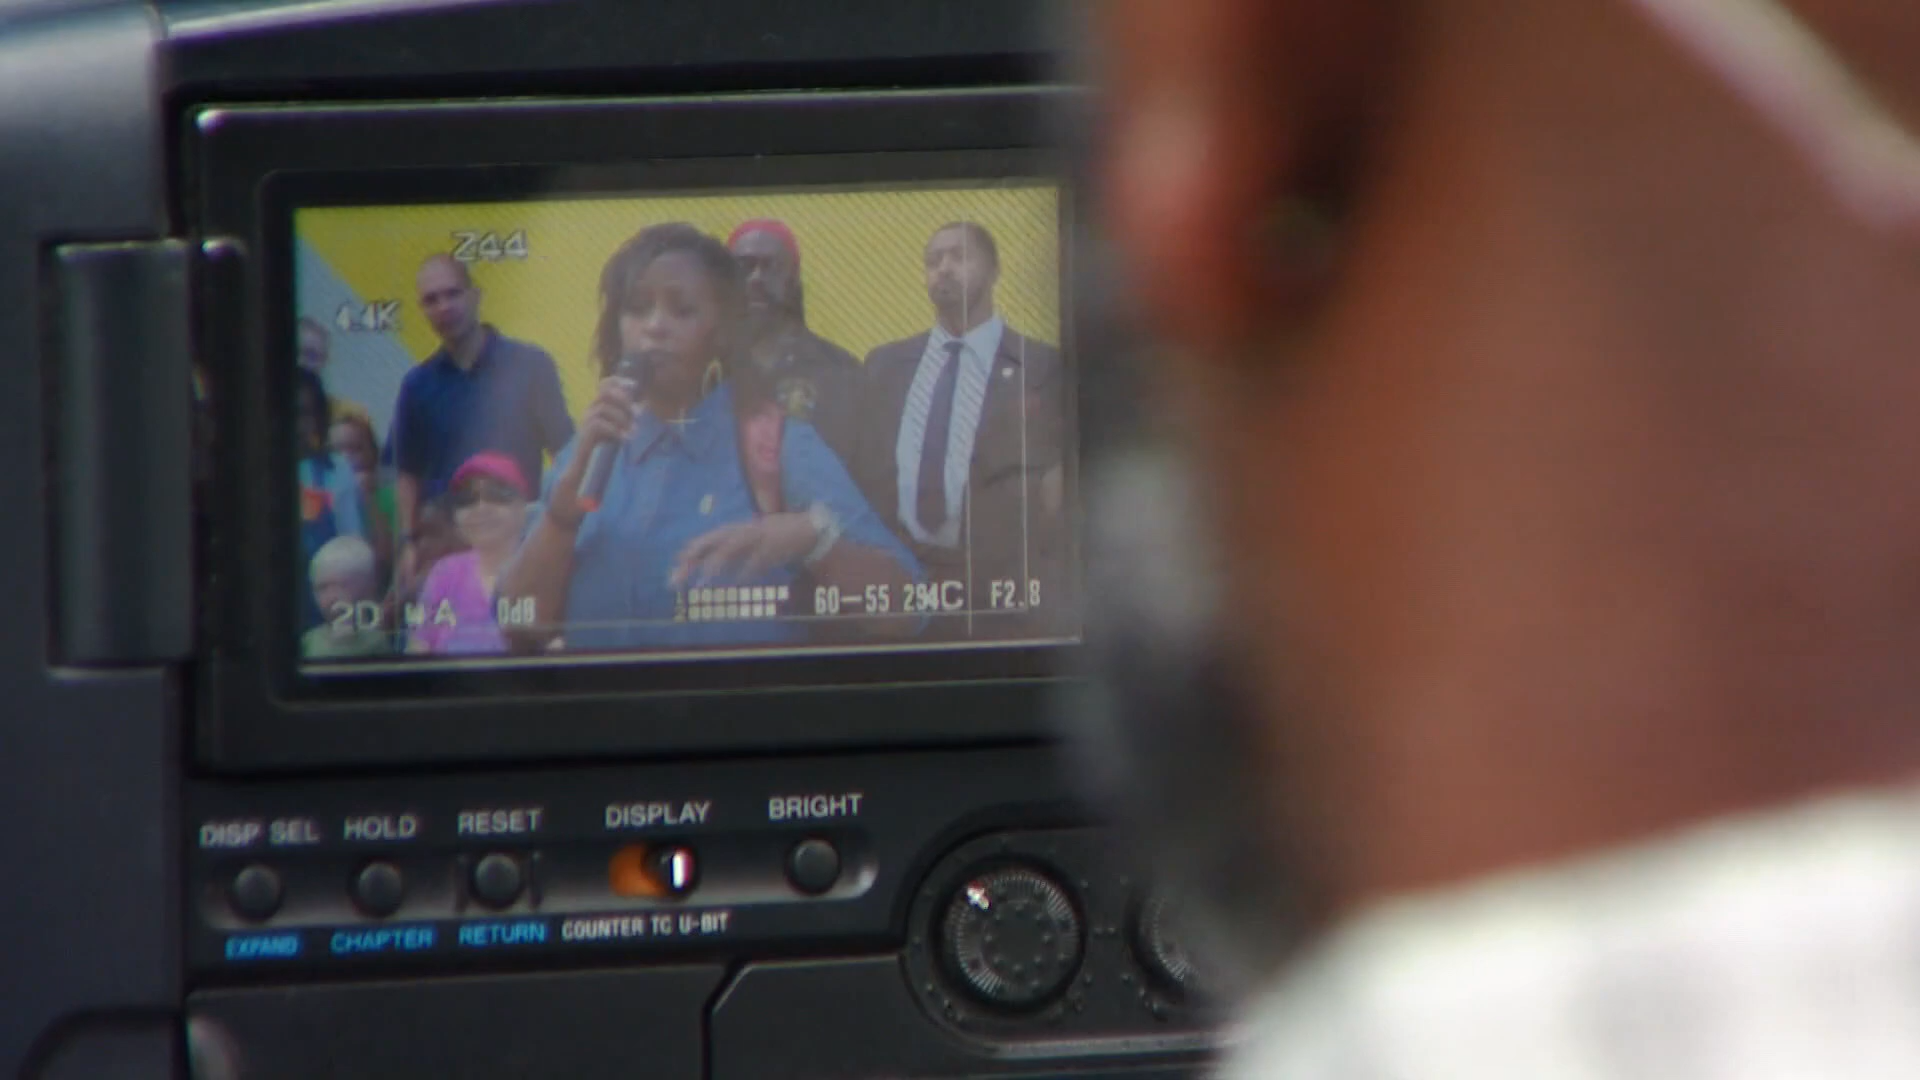 Z44
4.4K
2D W A 0dB 60-55 294C F2.8
DISP SEL HOLD RESET DISPLAY BRIGHT
EXPAND CHAPTER RETURN COUNTER TC U-BIT